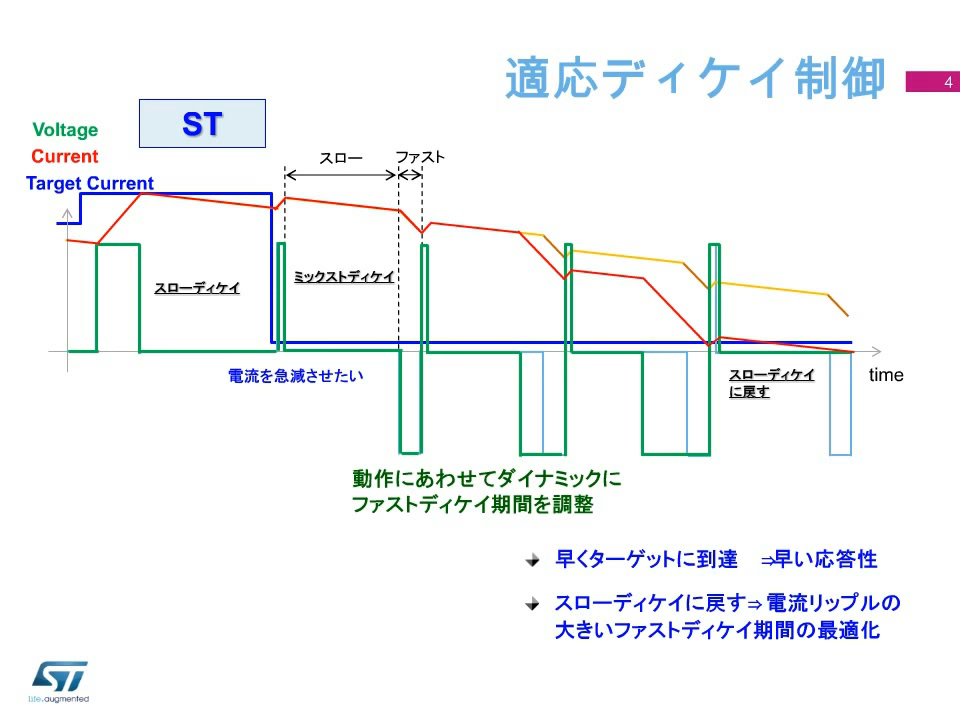 適応ディケイ制御
4
ST
Voltage
Current
Target Current
スロー
ファスト
スローディケイ
ミックストディケイ
電流を急減させたい
スローディケイ
に戻す
time
動作にあわせてダイナミックに
ファストディケイ期間を調整
早くターゲットに到達 ⇒早い応答性
スローディケイに戻す⇒ 電流リップルの
大きいファストディケイ期間の最適化
ST
life.augmented